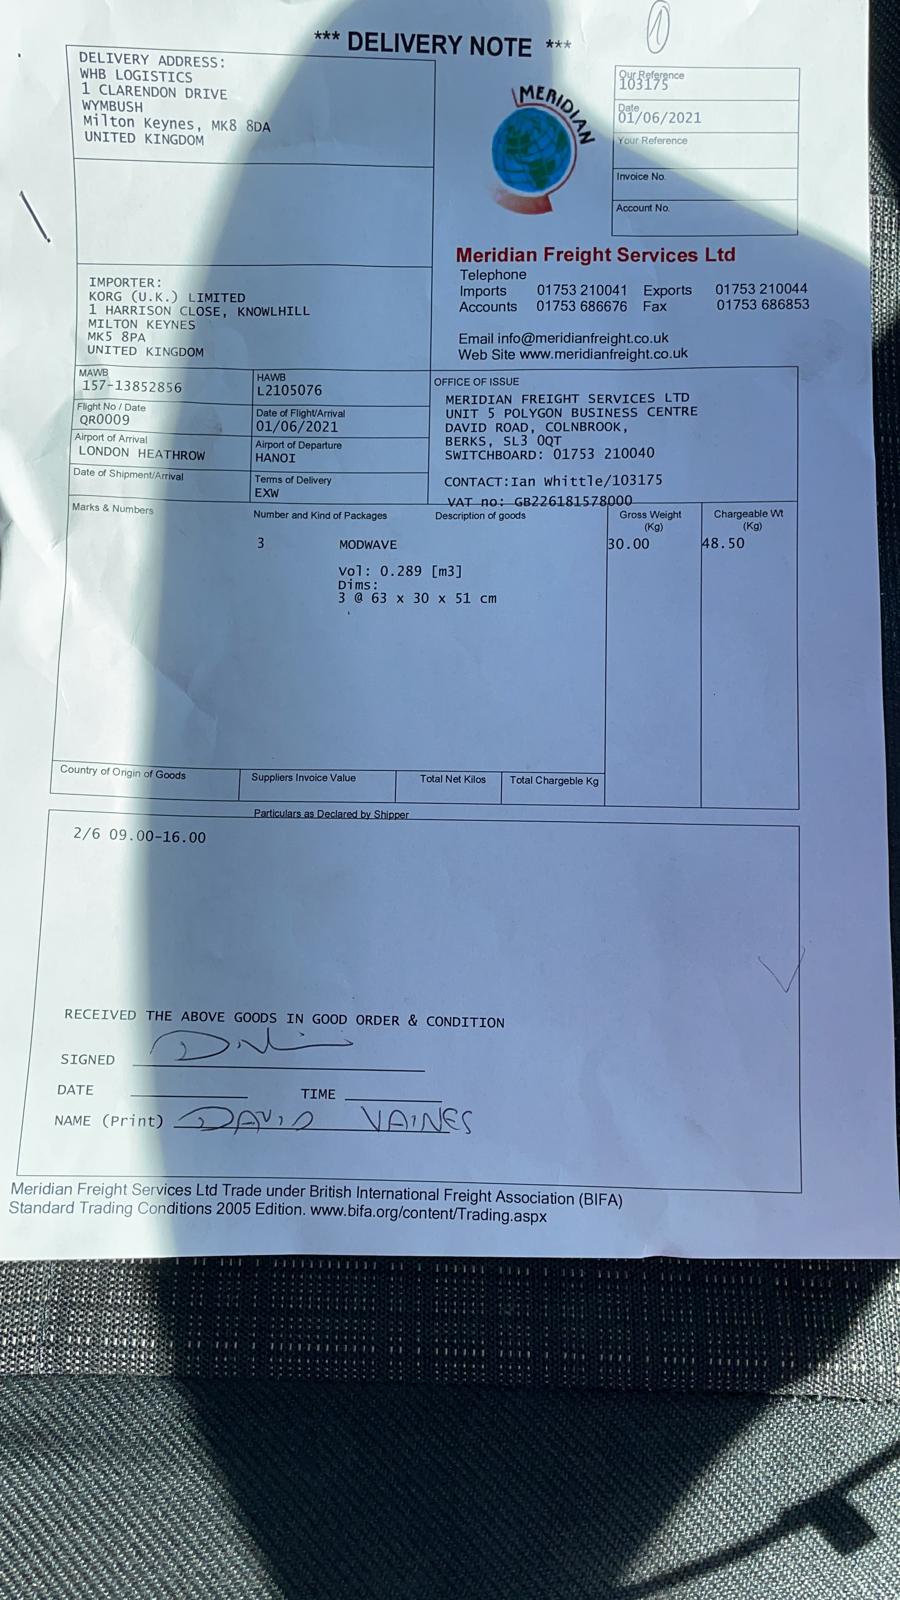 *** DELIVERY NOTE ***
1
DELIVERY ADDRESS:
WHB LOGISTICS
1 CLARENDON DRIVE
WYMBUSH
Milton Keynes, MK8 8DA
UNITED KINGDOM
MERIDIAN
Our Reference
103175
Date
01/06/2021
Your Reference
Invoice No.
Account No.
Meridian Freight Services Ltd
Telephone
Imports 01753 210041 Exports 01753 210044
Accounts 01753 686676 Fax 01753 686853
Email info@meridianfreight.co.uk
Web Site www.meridianfreight.co.uk
IMPORTER:
KORG (U.K.) LIMITED
1 HARRISON CLOSE, KNOWLHILL
MILTON KEYNES
MK5 8PA
UNITED KINGDOM
MAWB
157-13852856
HAWB
L2105076
Flight No / Date
QR0009
Date of Flight/Arrival
01/06/2021
Airport of Arrival
LONDON HEATHROW
Airport of Departure
HANOI
Date of Shipment/Arrival
Terms of Delivery
EXW
OFFICE OF ISSUE
MERIDIAN FREIGHT SERVICES LTD
UNIT 5 POLYGON BUSINESS CENTRE
DAVID ROAD, COLNBROOK,
BERKS, SL3 0QT
SWITCHBOARD: 01753 210040
CONTACT:Ian Whittle/103175
VAT no: GB226181578000
Marks & Numbers
Number and Kind of Packages
Description of goods
Gross Weight
(Kg)
Chargeable Wt
(Kg)
3 MODWAVE 30.00 48.50
Vol: 0.289 [m3]
Dims:
3 @ 63 x 30 x 51 cm
Country of Origin of Goods
Suppliers Invoice Value
Total Net Kilos
Total Chargeble Kg
Particulars as Declared by Shipper
2/6 09.00-16.00
RECEIVED THE ABOVE GOODS IN GOOD ORDER & CONDITION
SIGNED
DATE TIME
NAME (Print) DAVID VAINES
Meridian Freight Services Ltd Trade under British International Freight Association (BIFA)
Standard Trading Conditions 2005 Edition. www.bifa.org/content/Trading.aspx